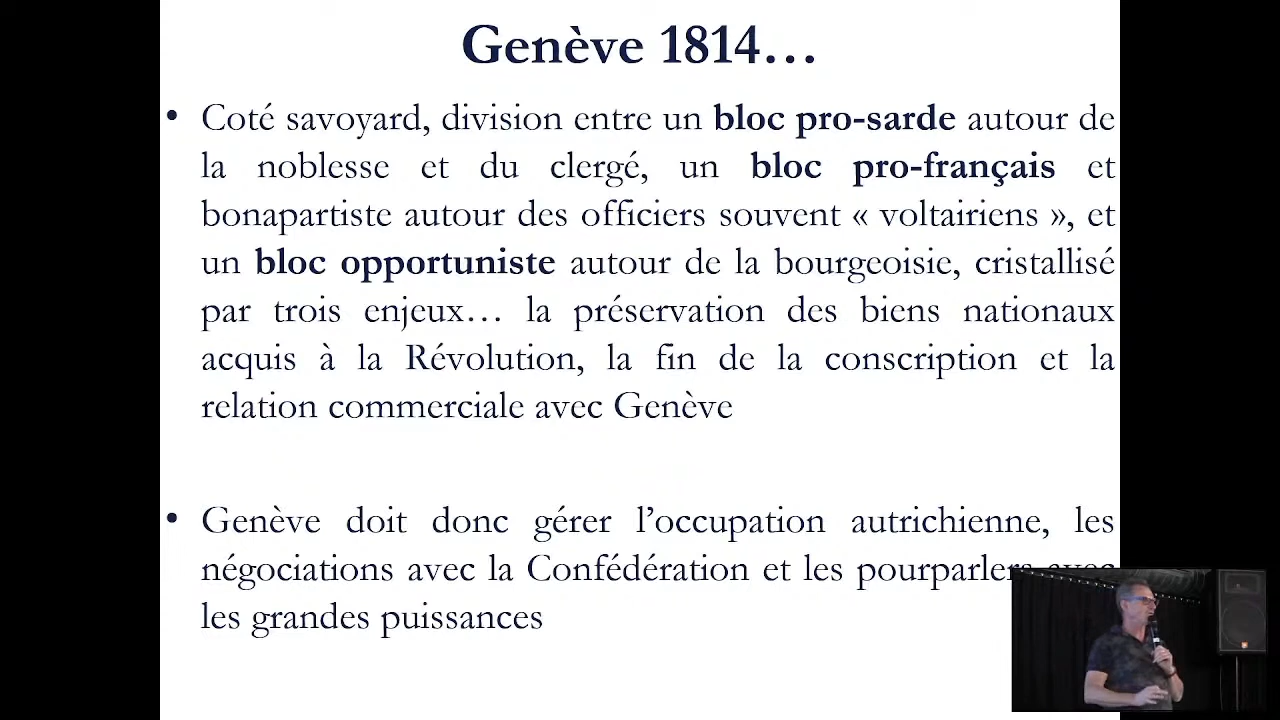 Genève 1814…
• Coté savoyard, division entre un bloc pro-sarde autour de
la noblesse et du clergé, un bloc pro-français et
bonapartiste autour des officiers souvent « voltairiens », et
un bloc opportuniste autour de la bourgeoisie, cristallisé
par trois enjeux… la préservation des biens nationaux
acquis à la Révolution, la fin de la conscription et la
relation commerciale avec Genève
• Genève doit donc gérer l’occupation autrichienne, les
négociations avec la Confédération et les pourparlers avec
les grandes puissances